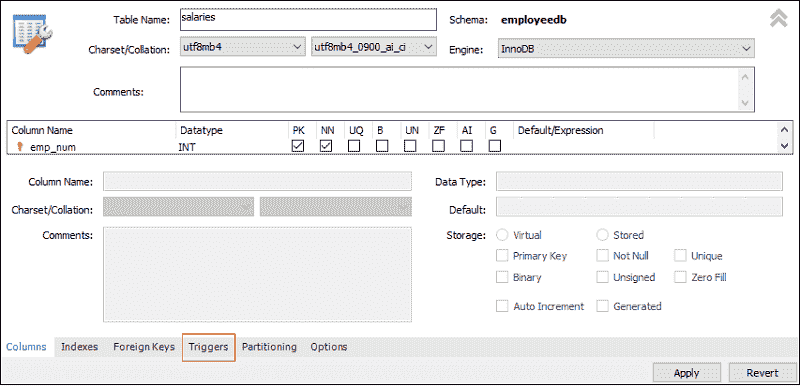 Table Name: salaries Schema: employeedb
Charset/Collation: utf8mb4 utf8mb4_0900_ai_ci Engine: InnoDB
Comments:
Column Name Datatype PK NN UQ B UN ZF AI G Default/Expression
emp_num INT
Column Name: Data Type:
Charset/Collation: Default:
Comments: Storage: Virtual Stored
Primary Key Not Null Unique
Binary Unsigned Zero Fill
Auto Increment Generated
Columns Indexes Foreign Keys Triggers Partitioning Options
Apply Revert